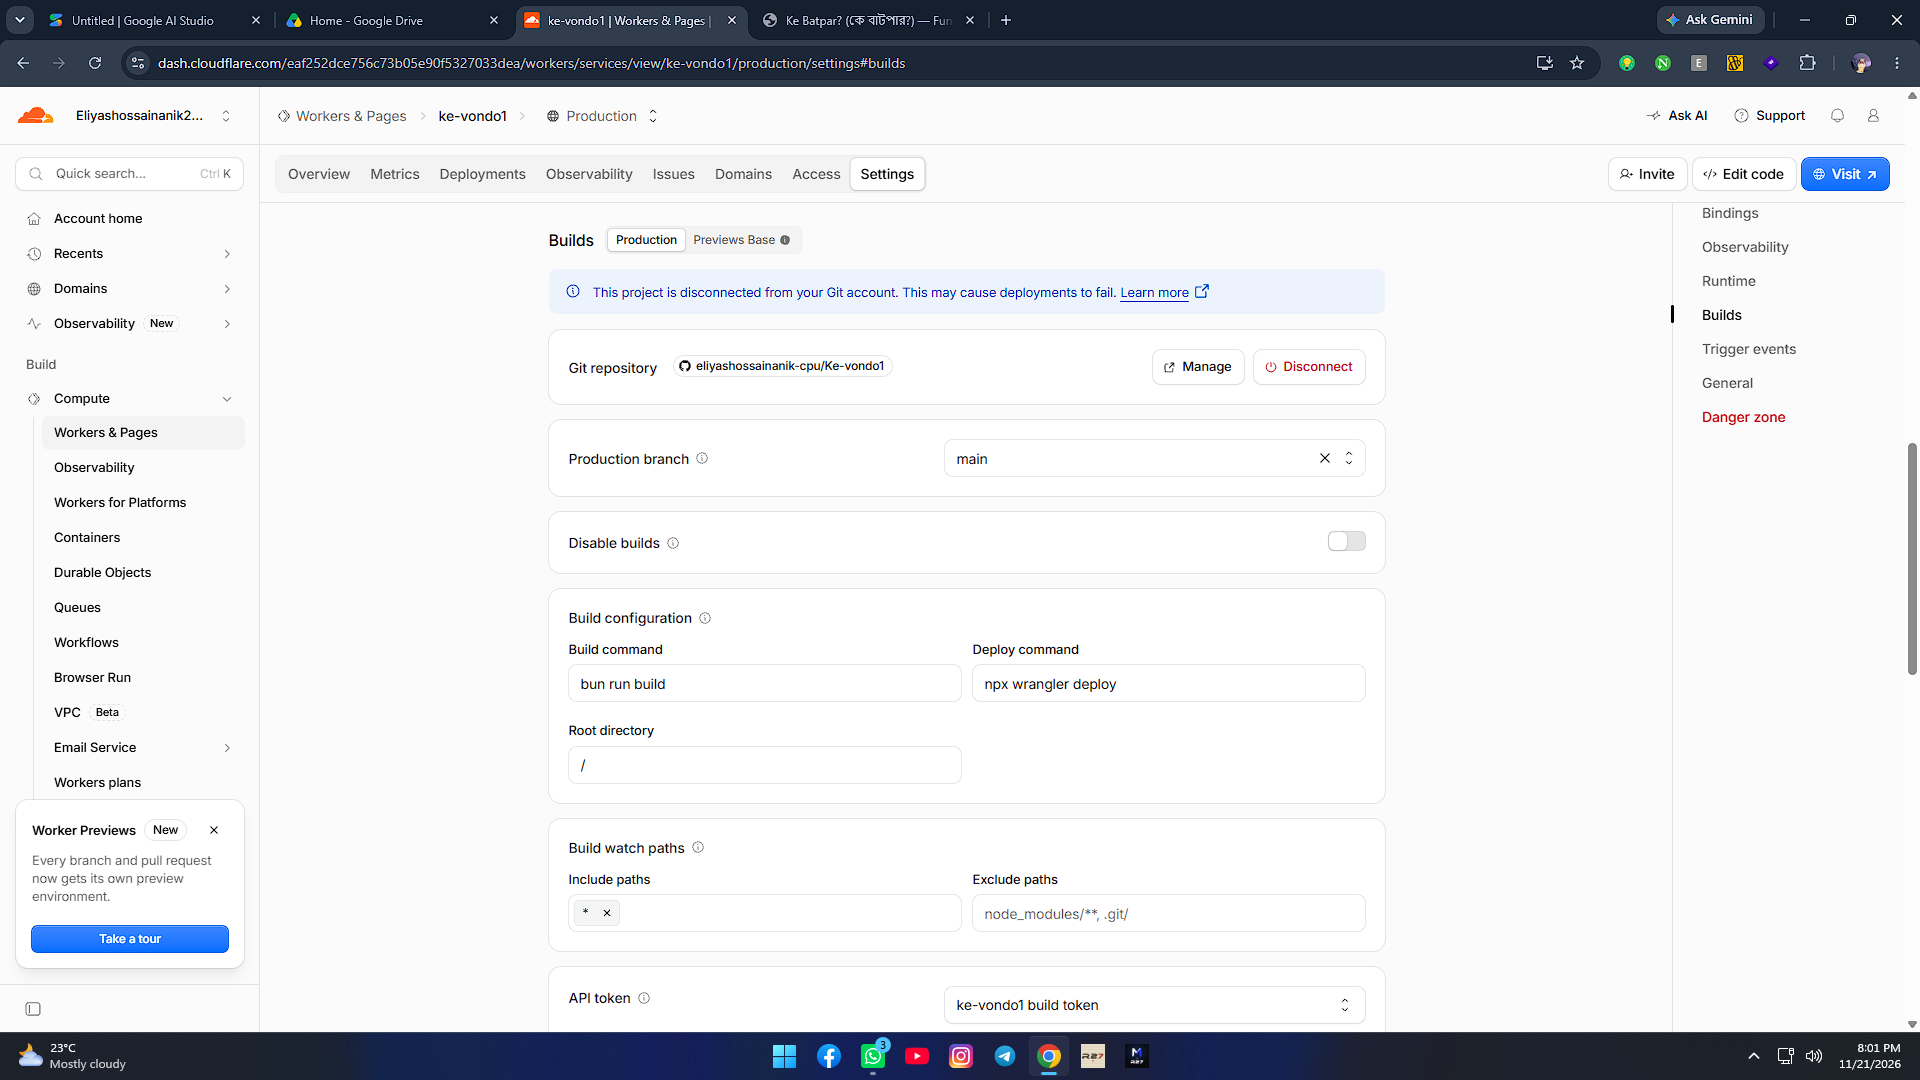 Untitled | Google AI Studio
Home - Google Drive
ke-vondo1 | Workers & Pages |
Ke Batpar? (কে বাটপার?) — Fun
Ask Gemini
dash.cloudflare.com/eaf252dce756c73b05e90f5327033dea/workers/services/view/ke-vondo1/production/settings#builds
Eliyashossainanik2...
Workers & Pages
ke-vondo1
Production
Ask AI
Support
Quick search...
Ctrl K
Overview
Metrics
Deployments
Observability
Issues
Domains
Access
Settings
Invite
Edit code
Visit
Account home
Recents
Domains
Observability New
Build
Compute
Workers & Pages
Observability
Workers for Platforms
Containers
Durable Objects
Queues
Workflows
Browser Run
VPC Beta
Email Service
Workers plans
Worker Previews New
Every branch and pull request
now gets its own preview
environment.
Take a tour
Builds
Production
Previews Base
This project is disconnected from your Git account. This may cause deployments to fail. Learn more
Git repository
eliyashossainanik-cpu/Ke-vondo1
Manage
Disconnect
Production branch
main
Disable builds
Build configuration
Build command
Deploy command
bun run build
npx wrangler deploy
Root directory
/
Build watch paths
Include paths
Exclude paths
*
node_modules/**, .git/
API token
ke-vondo1 build token
Bindings
Observability
Runtime
Builds
Trigger events
General
Danger zone
23°C
Mostly cloudy
3
8:01 PM
11/21/2026